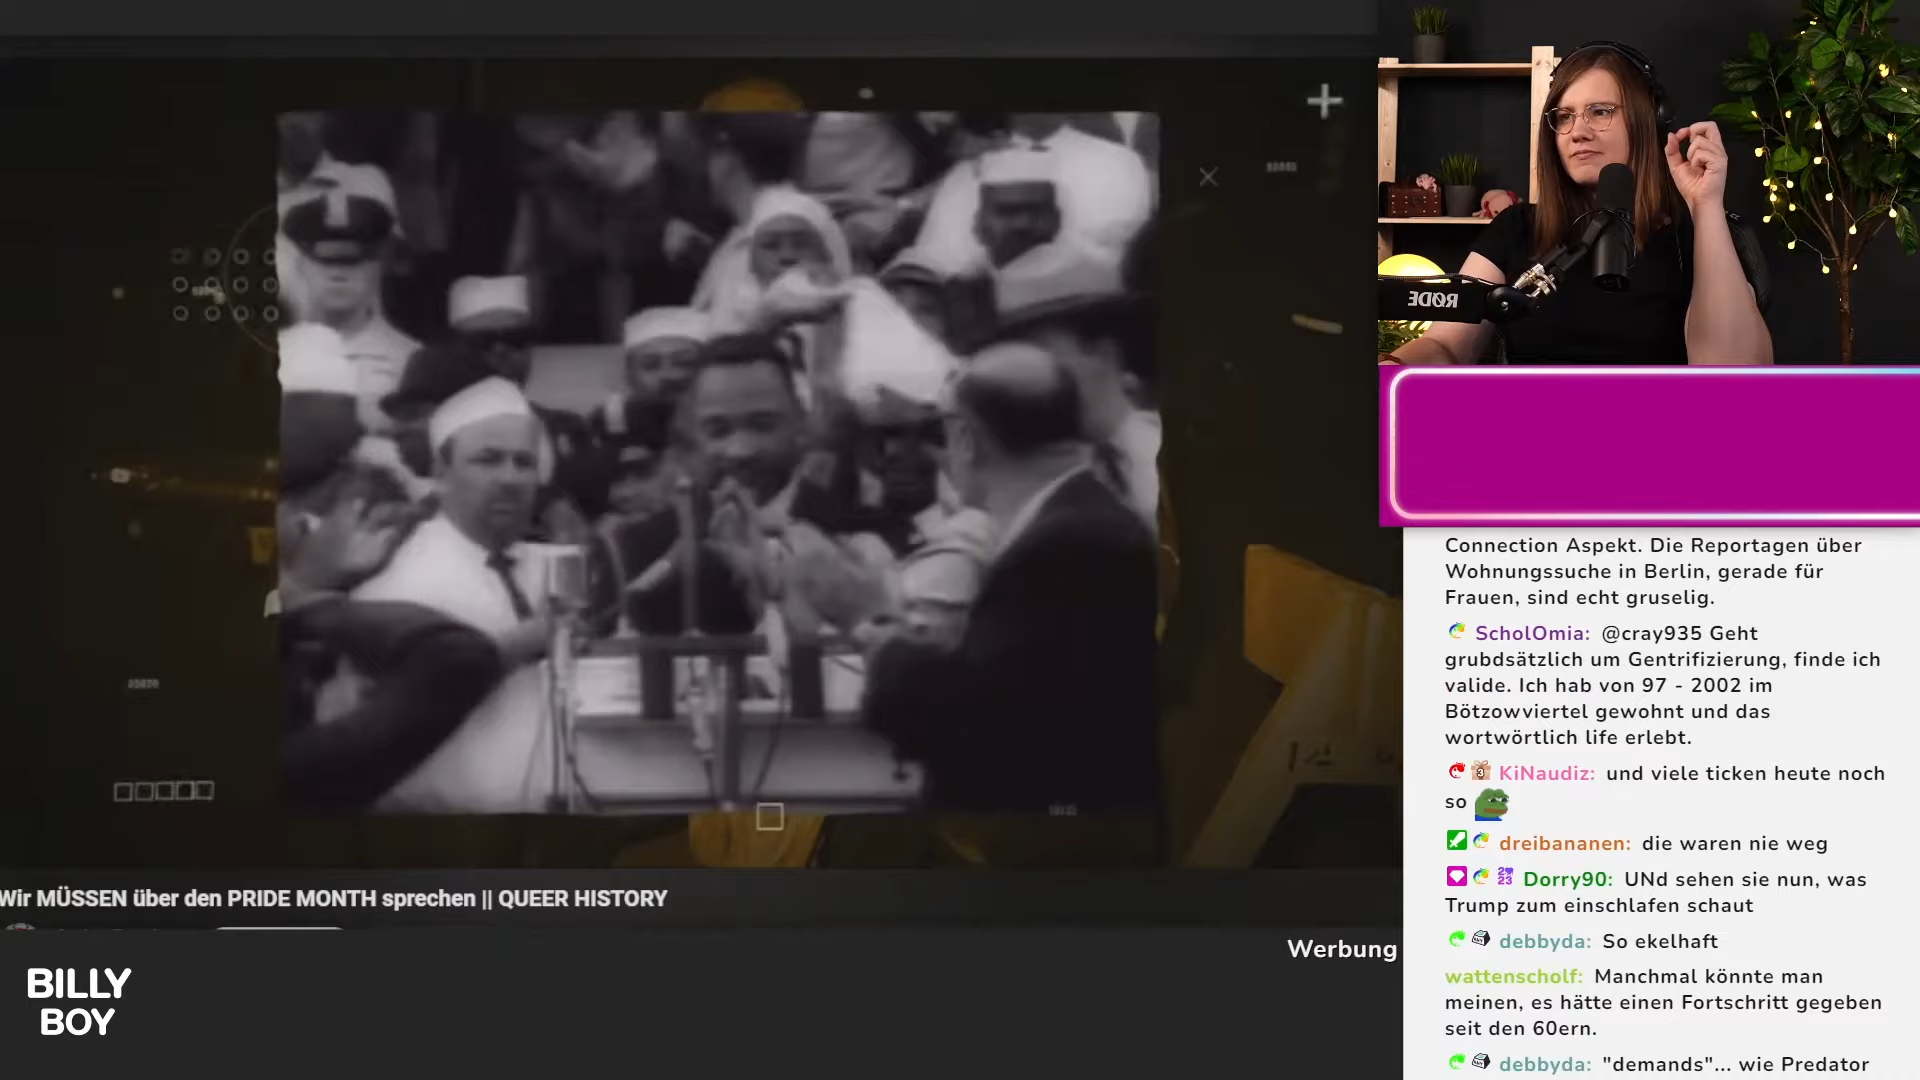 Wir MÜSSEN über den PRIDE MONTH sprechen || QUEER HISTORY
Werbung
BILLY
BOY
RØDE
Connection Aspekt. Die Reportagen über
Wohnungssuche in Berlin, gerade für
Frauen, sind echt gruselig.
ScholOmia: @cray935 Geht
grubdsätzlich um Gentrifizierung, finde ich
valide. Ich hab von 97 - 2002 im
Bötzowviertel gewohnt und das
wortwörtlich life erlebt.
KiNaudiz: und viele ticken heute noch
so
dreibananen: die waren nie weg
Dorry90: UNd sehen sie nun, was
Trump zum einschlafen schaut
debbyda: So ekelhaft
wattenscholf: Manchmal könnte man
meinen, es hätte einen Fortschritt gegeben
seit den 60ern.
debbyda: "demands"... wie Predator